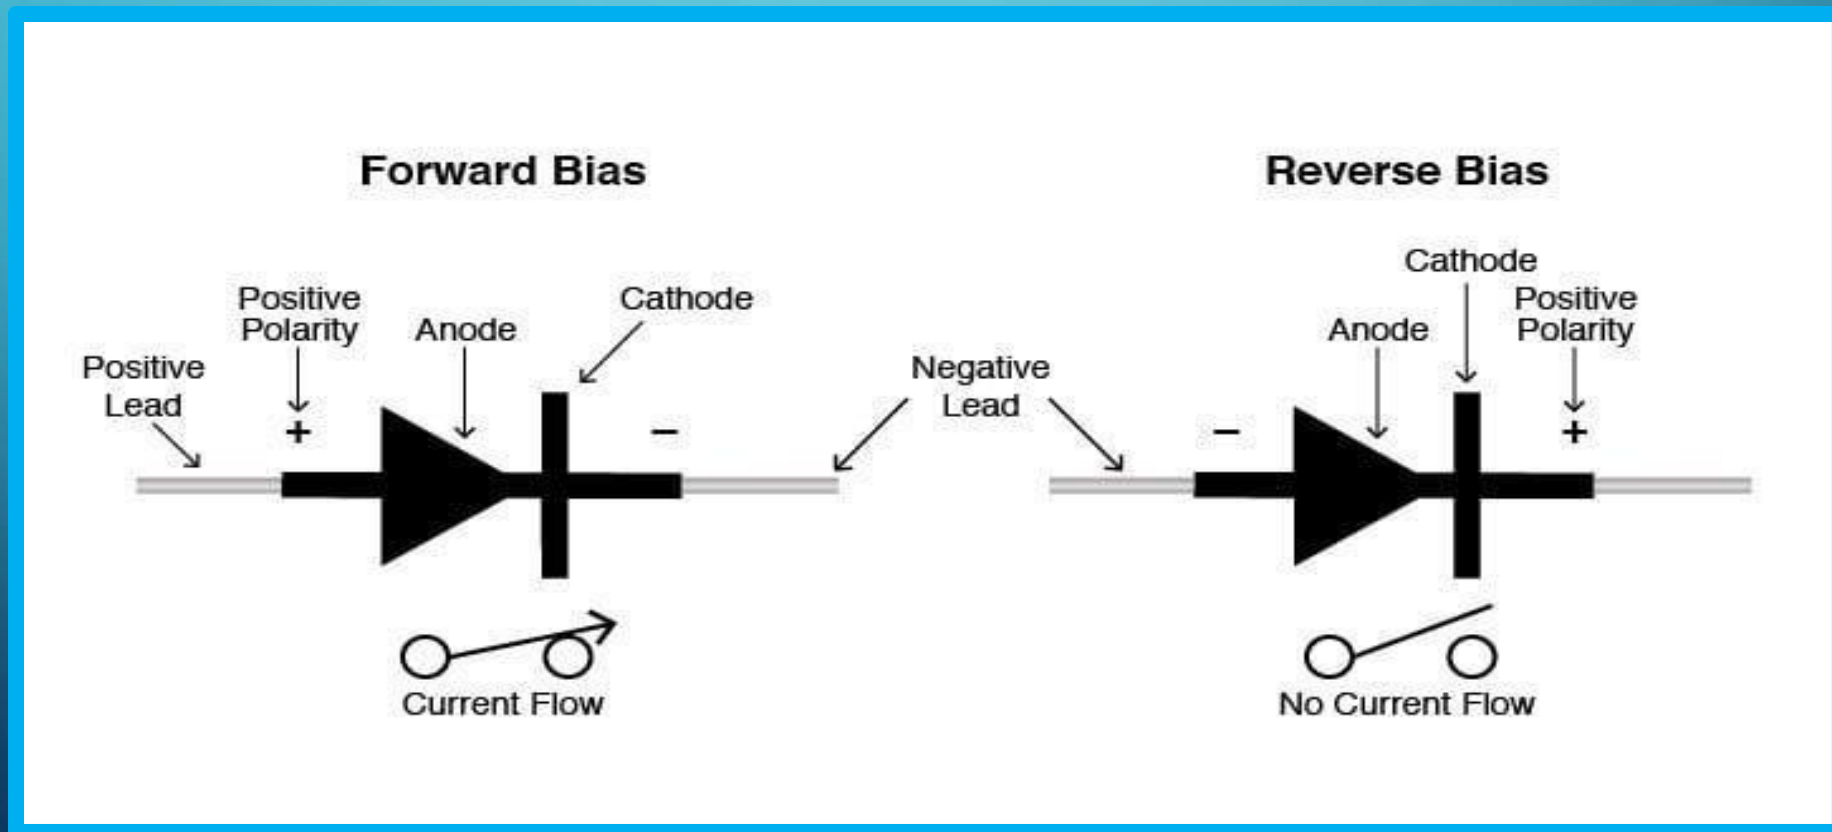 Forward Bias
Positive
Polarity
Anode
Cathode
Positive
Lead
+
−
Current Flow
Negative
Lead
Reverse Bias
Cathode
Anode
Positive
Polarity
−
+
No Current Flow